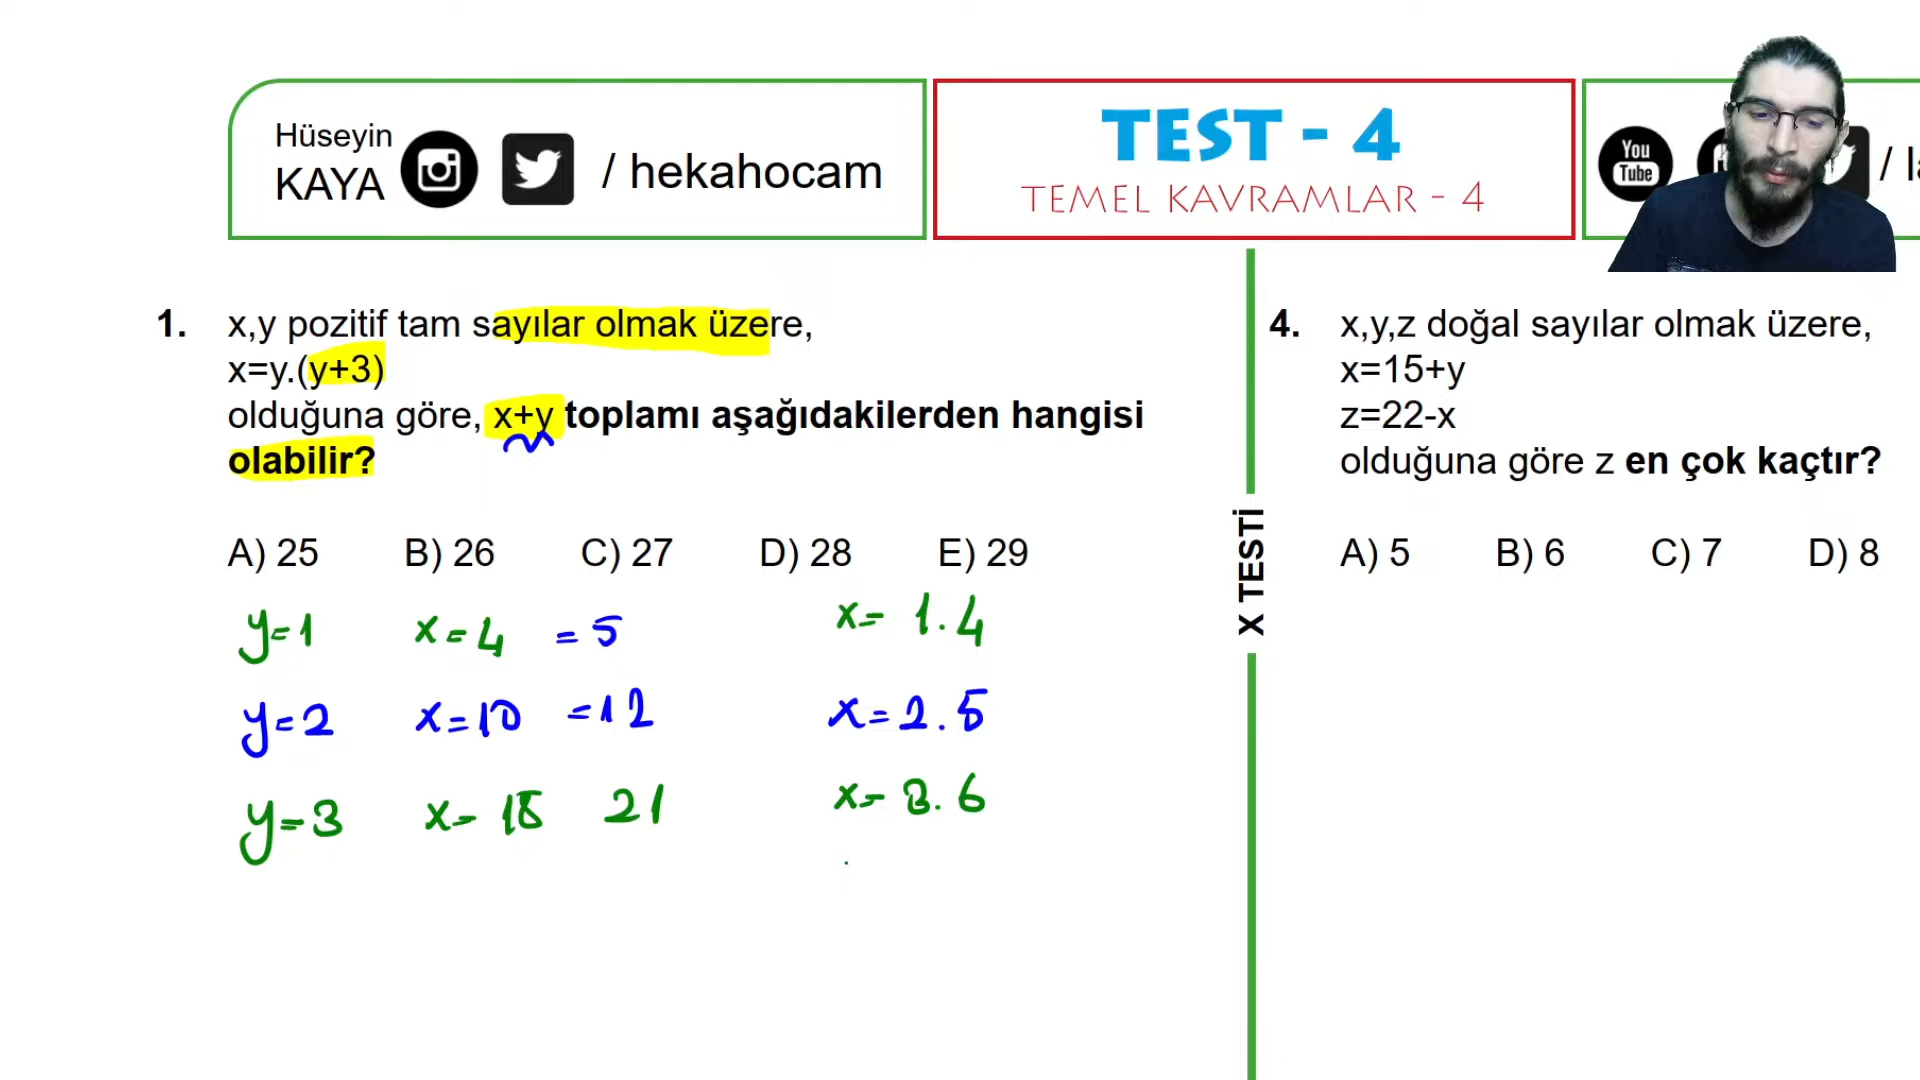 Hüseyin
KAYA
/ hekahocam
TEST - 4
TEMEL KAVRAMLAR - 4
You
Tube
/ la
1. x,y pozitif tam sayılar olmak üzere,
x=y.(y+3)
olduğuna göre, x+y toplamı aşağıdakilerden hangisi
olabilir?
A) 25 B) 26 C) 27 D) 28 E) 29
y=1 x=4 =5 x= 1.4
y=2 x=10 =12 x=2.5
y=3 x= 18 21 x= 3.6
X TESTİ
4. x,y,z doğal sayılar olmak üzere,
x=15+y
z=22-x
olduğuna göre z en çok kaçtır?
A) 5 B) 6 C) 7 D) 8